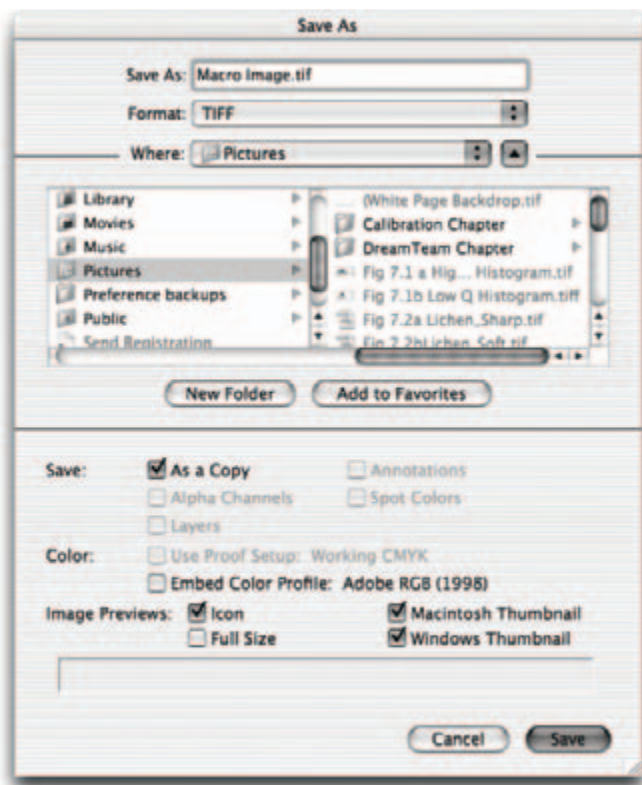 Save As
Save As: Macro Image.tif
Format: TIFF
Where: Pictures
Library
Movies
Music
Pictures
Preference backups
Public
Send Registration
(White Page Backdrop.tif
Calibration Chapter
DreamTeam Chapter
Fig 7.1 a Hig... Histogram.tif
Fig 7.1b Low Q Histogram.tiff
Fig 7.2a Lichen_Sharp.tif
Fig 7.2bLichen_Soft.tif
New Folder Add to Favorites
Save: As a Copy Annotations
Alpha Channels Spot Colors
Layers
Color: Use Proof Setup: Working CMYK
Embed Color Profile: Adobe RGB (1998)
Image Previews: Icon Macintosh Thumbnail
Full Size Windows Thumbnail
Cancel Save